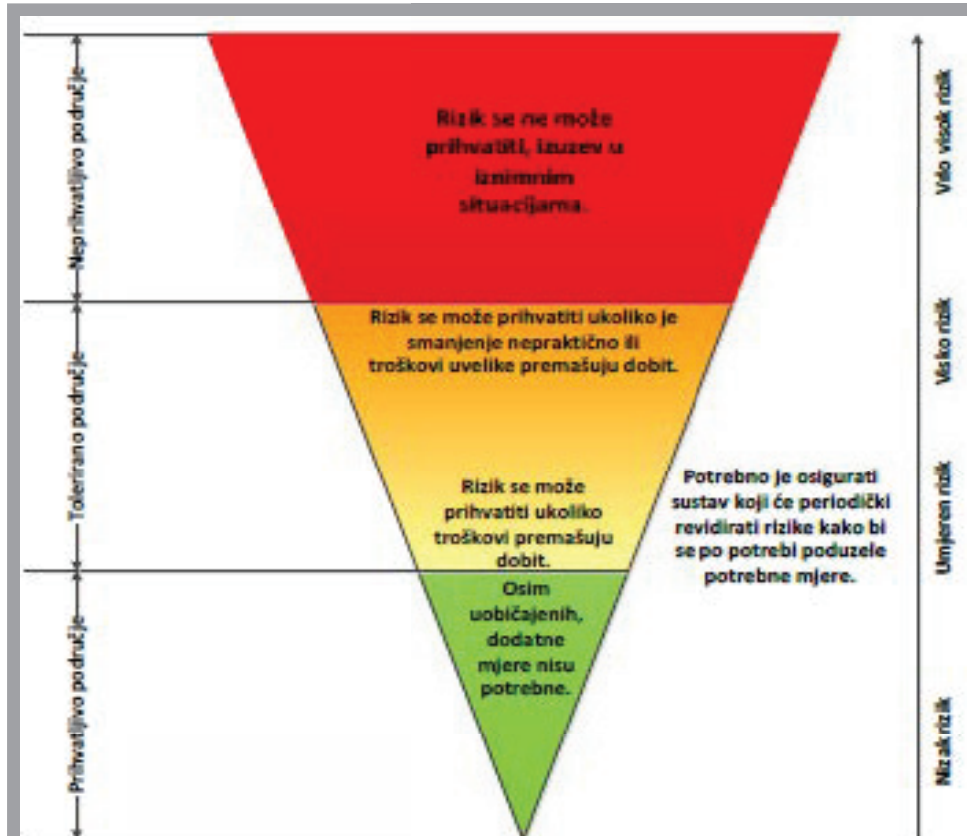 Neprihvatljivo područje
Tolerirano područje
Prihvatljivo područje
Rizik se ne može
prihvatiti, izuzev u
iznimnim
situacijama.
Rizik se može prihvatiti ukoliko je
smanjenje nepraktično ili
troškovi uvelike premašuju dobit.
Rizik se može
prihvatiti ukoliko
troškovi premašuju
dobit.
Osim
uobičajenih,
dodatne
mjere nisu
potrebne.
Potrebno je osigurati
sustav koji će periodički
revidirati rizike kako bi
se po potrebi poduzele
potrebne mjere.
Vrlo visok rizik
Visko rizik
Umjeren rizik
Nizak rizik